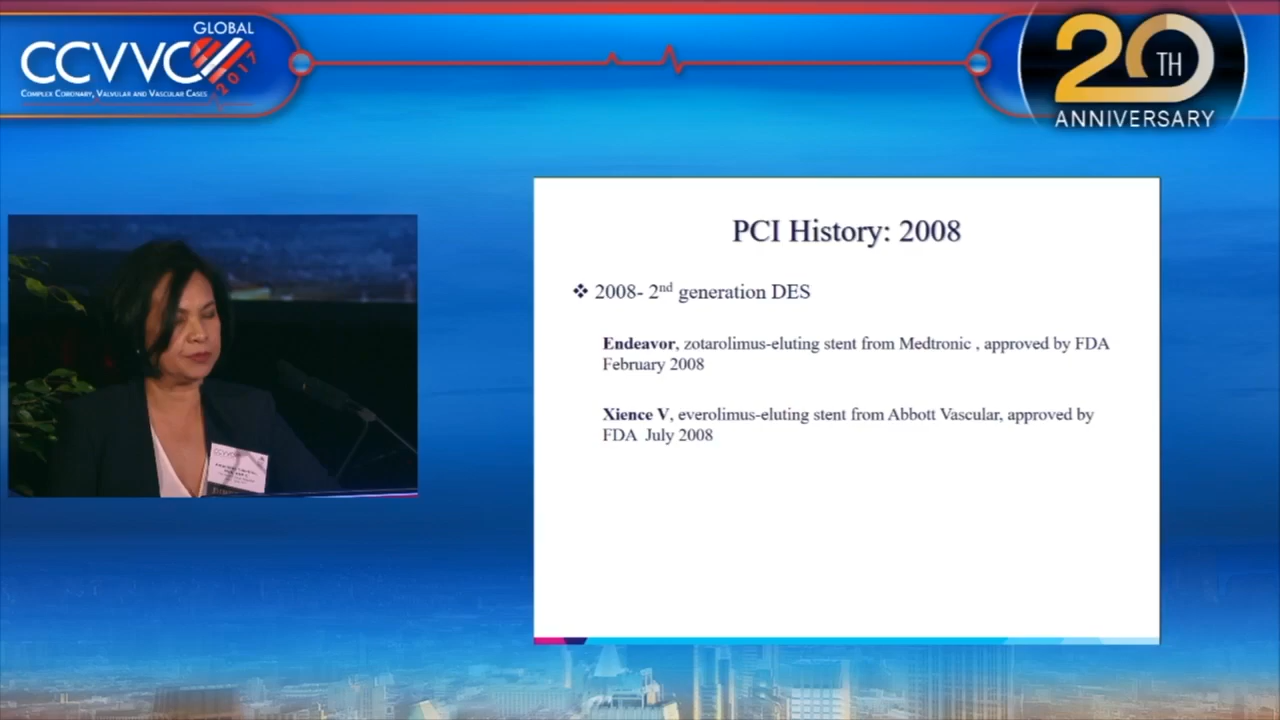 GLOBAL
CCVVC
2017
COMPLEX CORONARY, VALVULAR AND VASCULAR CASES
20TH
ANNIVERSARY
PCI History: 2008
❖ 2008- 2nd generation DES
Endeavor, zotarolimus-eluting stent from Medtronic , approved by FDA
February 2008
Xience V, everolimus-eluting stent from Abbott Vascular, approved by
FDA July 2008
CCVVC